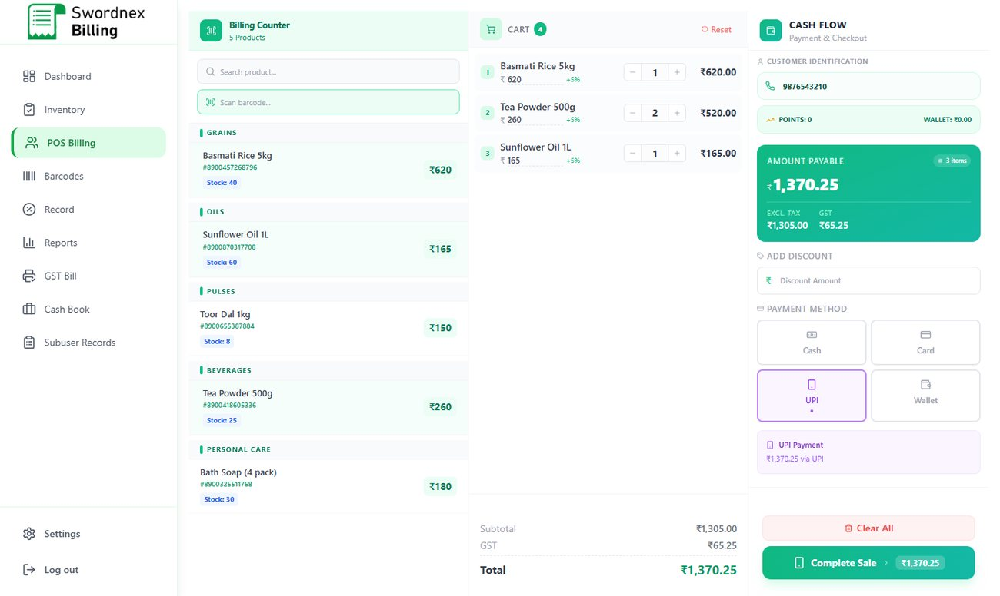 Swordnex
Billing
Dashboard
Inventory
POS Billing
Barcodes
Record
Reports
GST Bill
Cash Book
Subuser Records
Settings
Log out
Billing Counter
5 Products
Search product...
Scan barcode...
GRAINS
Basmati Rice 5kg
#8900457268796
Stock: 40
₹620
OILS
Sunflower Oil 1L
#8900870317708
Stock: 60
₹165
PULSES
Toor Dal 1kg
#8900655387884
Stock: 8
₹150
BEVERAGES
Tea Powder 500g
#8900418605336
Stock: 25
₹260
PERSONAL CARE
Bath Soap (4 pack)
#8900325511768
Stock: 30
₹180
CART 4
Reset
1 Basmati Rice 5kg
₹ 620 +5%
− 1 + ₹620.00
2 Tea Powder 500g
₹ 260 +5%
− 2 + ₹520.00
3 Sunflower Oil 1L
₹ 165 +5%
− 1 + ₹165.00
Subtotal ₹1,305.00
GST ₹65.25
Total ₹1,370.25
CASH FLOW
Payment & Checkout
CUSTOMER IDENTIFICATION
9876543210
POINTS: 0 WALLET: ₹0.00
AMOUNT PAYABLE 3 items
₹1,370.25
EXCL. TAX GST
₹1,305.00 ₹65.25
ADD DISCOUNT
₹ Discount Amount
PAYMENT METHOD
Cash Card
UPI Wallet
UPI Payment
₹1,370.25 via UPI
Clear All
Complete Sale › ₹1,370.25